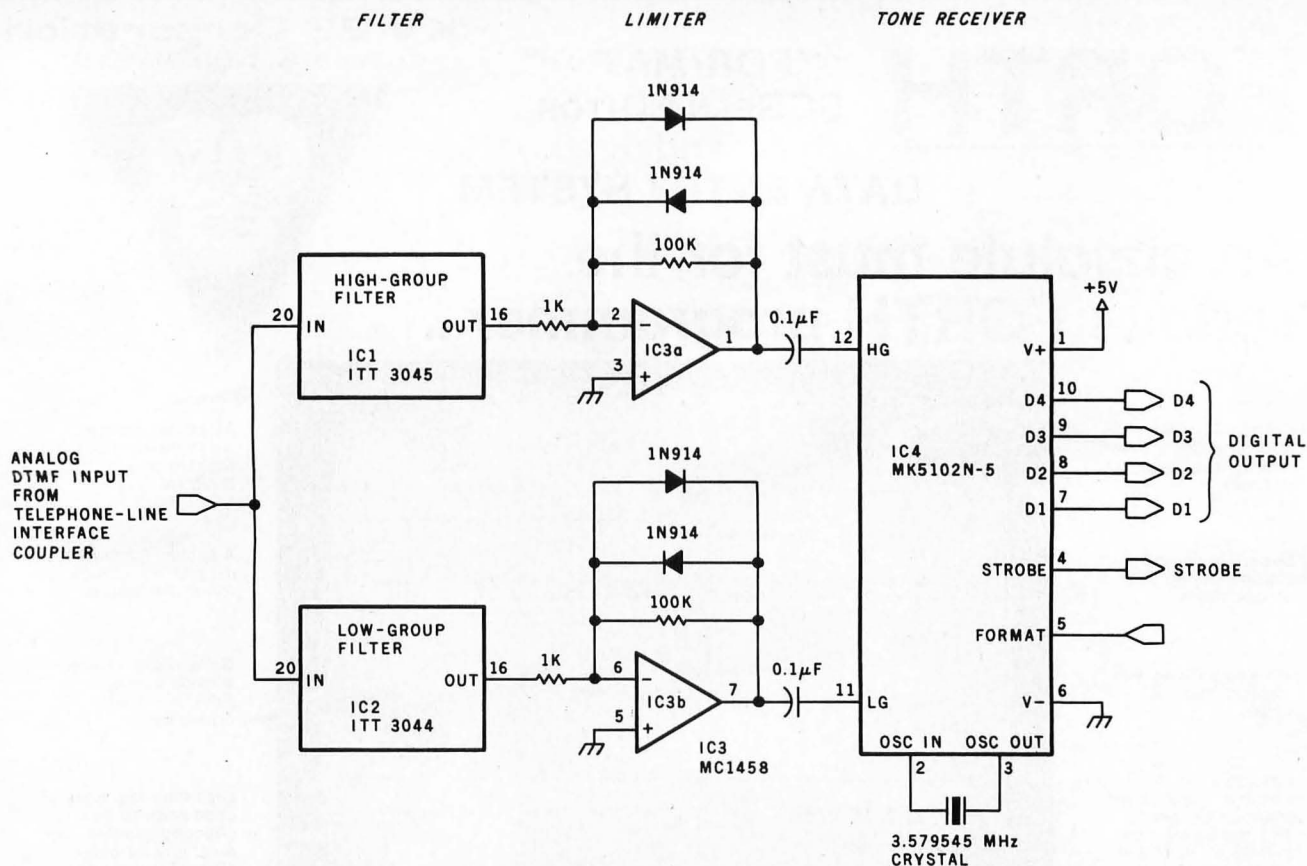 FILTER
LIMITER
TONE RECEIVER
1N914
1N914
100K
HIGH-GROUP
FILTER
20
IN
OUT
16
IC1
ITT 3045
1K
2
3
+
IC3a
1
0.1µF
12
HG
+5V
V+
1
IC4
MK5102N-5
D4
10
D4
D3
9
D3
D2
8
D2
D1
7
D1
DIGITAL
OUTPUT
STROBE
4
STROBE
FORMAT
5
V-
6
ANALOG
DTMF INPUT
FROM
TELEPHONE-LINE
INTERFACE
COUPLER
1N914
1N914
100K
LOW-GROUP
FILTER
20
IN
OUT
16
IC2
ITT 3044
1K
6
-
5
+
IC3b
7
IC3
MC1458
0.1µF
11
LG
OSC IN
OSC OUT
2
3
3.579545 MHz
CRYSTAL